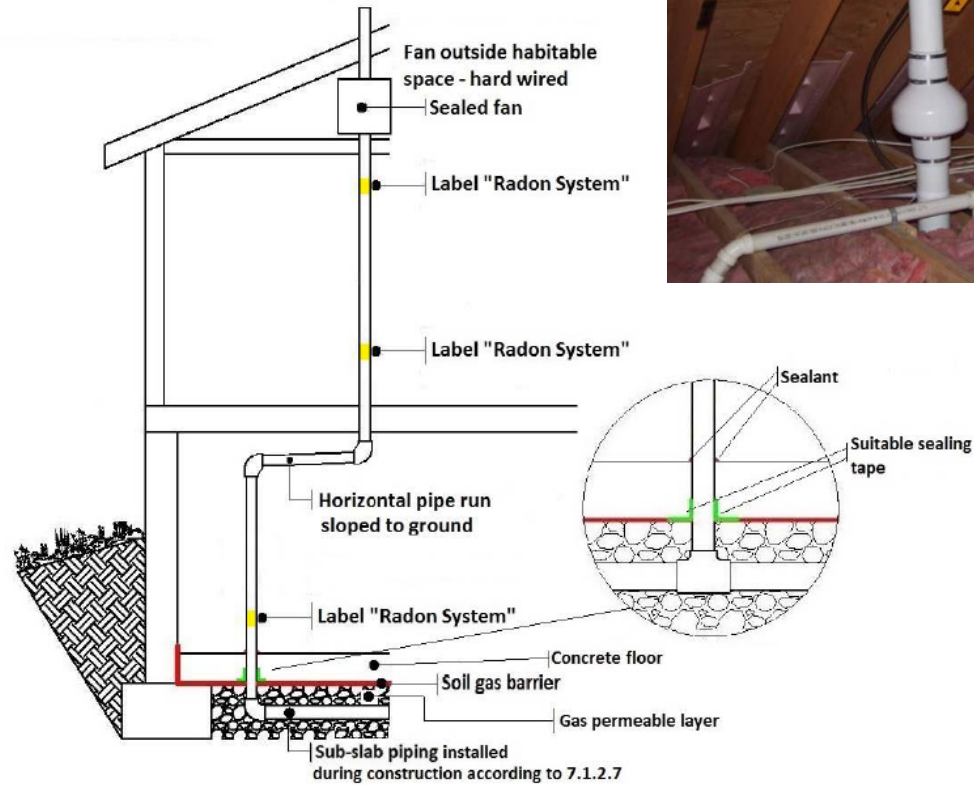 Fan outside habitable
space - hard wired
Sealed fan
Label "Radon System"
Label "Radon System"
Sealant
Suitable sealing
tape
Horizontal pipe run
sloped to ground
Label "Radon System"
Concrete floor
Soil gas barrier
Gas permeable layer
Sub-slab piping installed
during construction according to 7.1.2.7